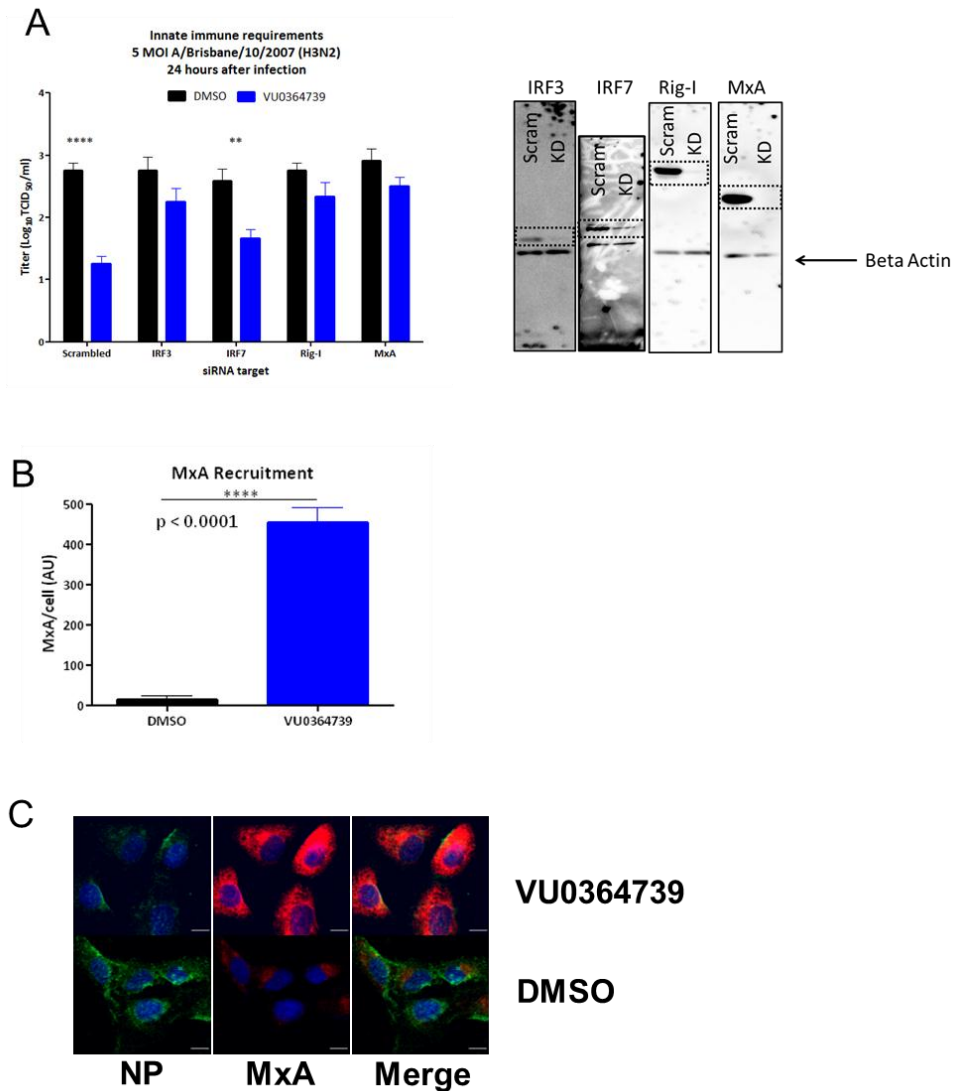 A
Innate immune requirements
5 MOI A/Brisbane/10/2007 (H3N2)
24 hours after infection
DMSO VU0364739
Titer (Log10 TCID50/ml)
4
3
2
1
0
**** **
Scrambled IRF3 IRF7 Rig-I MxA
siRNA target
IRF3 IRF7 Rig-I MxA
Scram KD Scram KD Scram KD Scram KD
Beta Actin
B
MxA Recruitment
****
p < 0.0001
MxA/cell (AU)
500
400
300
200
100
0
DMSO VU0364739
C
VU0364739
DMSO
NP MxA Merge